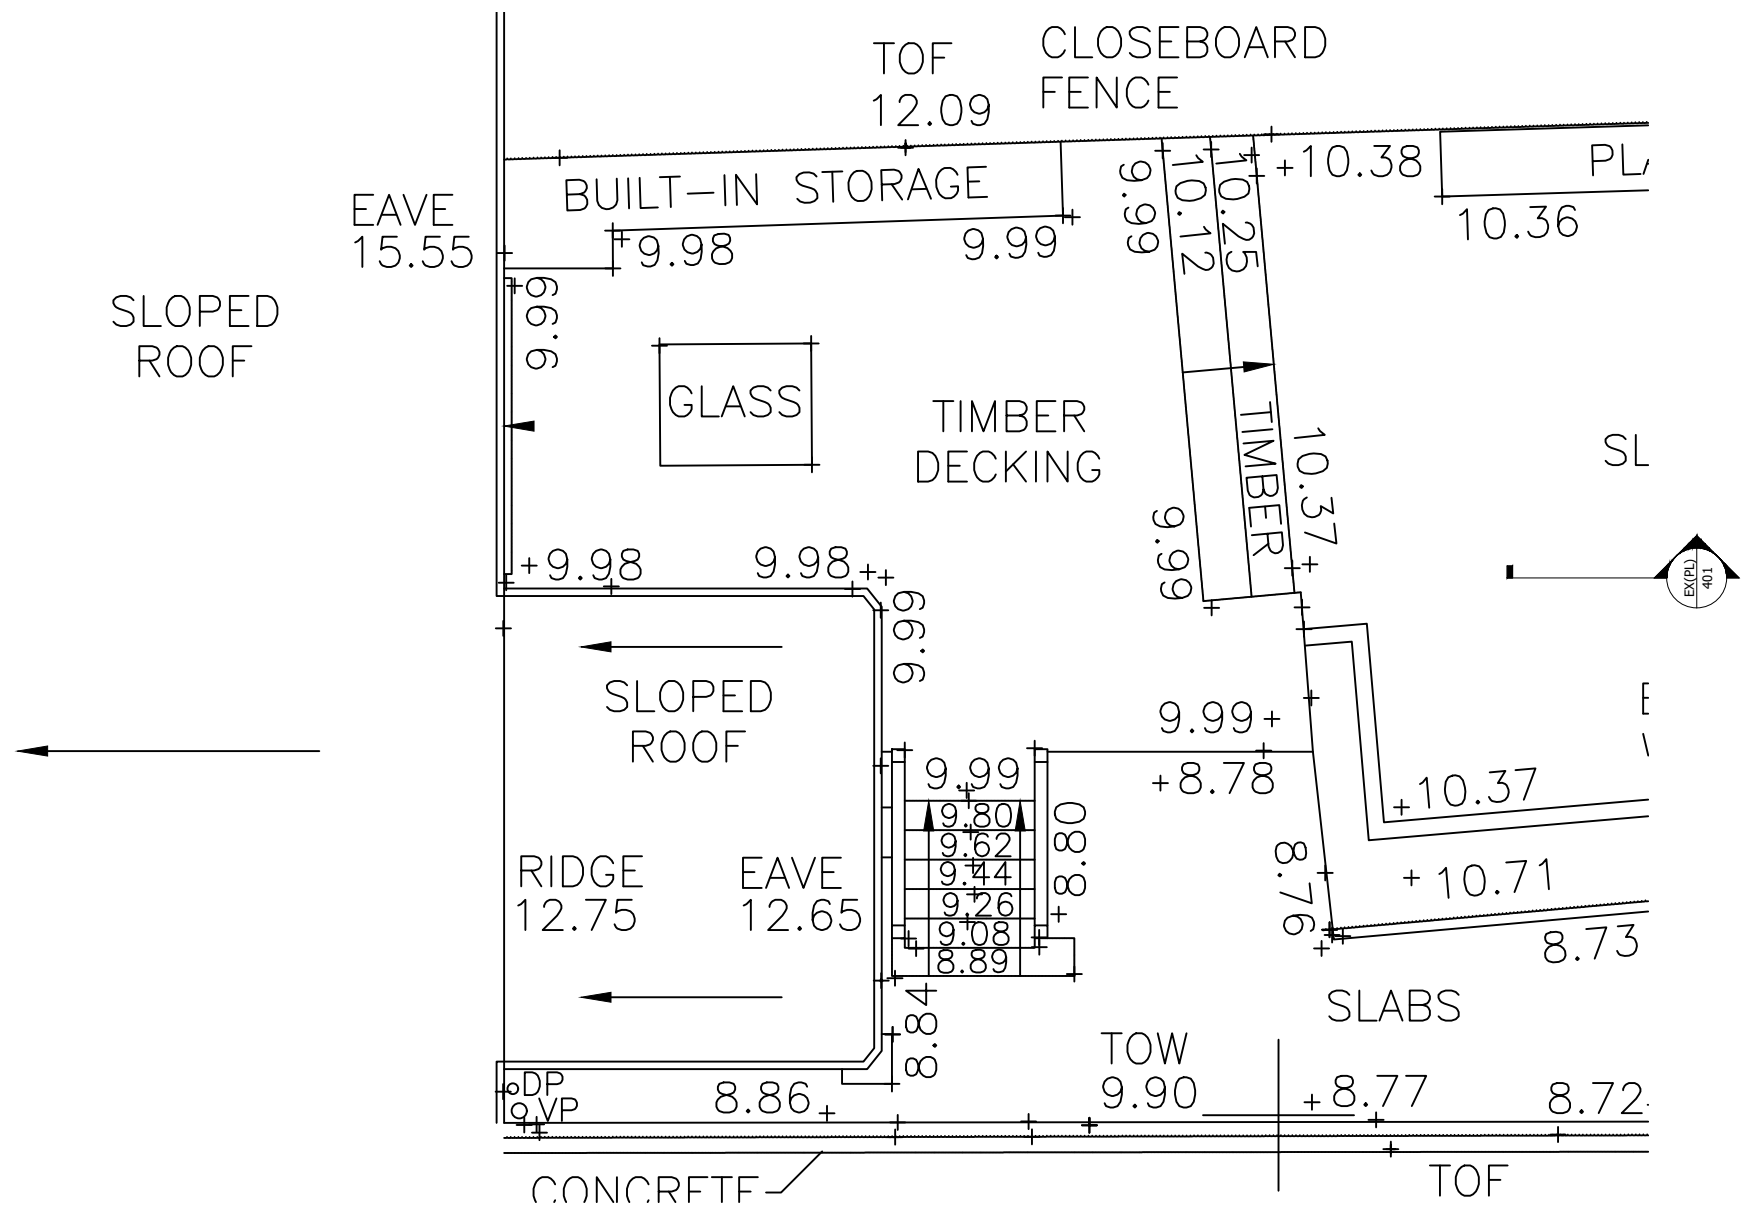 CLOSEBOARD
FENCE
TOF
12.09
10.38
10.36
BUILT-IN STORAGE
EAVE
15.55
9.98
9.99
9.99
10.12
10.25
9.99
SLOPED
ROOF
GLASS
TIMBER
DECKING
TIMBER
10.37
9.99
9.98
9.98
9.99
EX(PL)
401
SLOPED
ROOF
9.99
8.78
9.99
9.80
9.62
9.44
9.26
9.08
8.89
8.80
10.37
10.71
8.76
8.73
RIDGE
12.75
EAVE
12.65
8.84
SLABS
TOW
9.90
8.77
8.72
DP
VP
8.86
CONCRETE
TOF